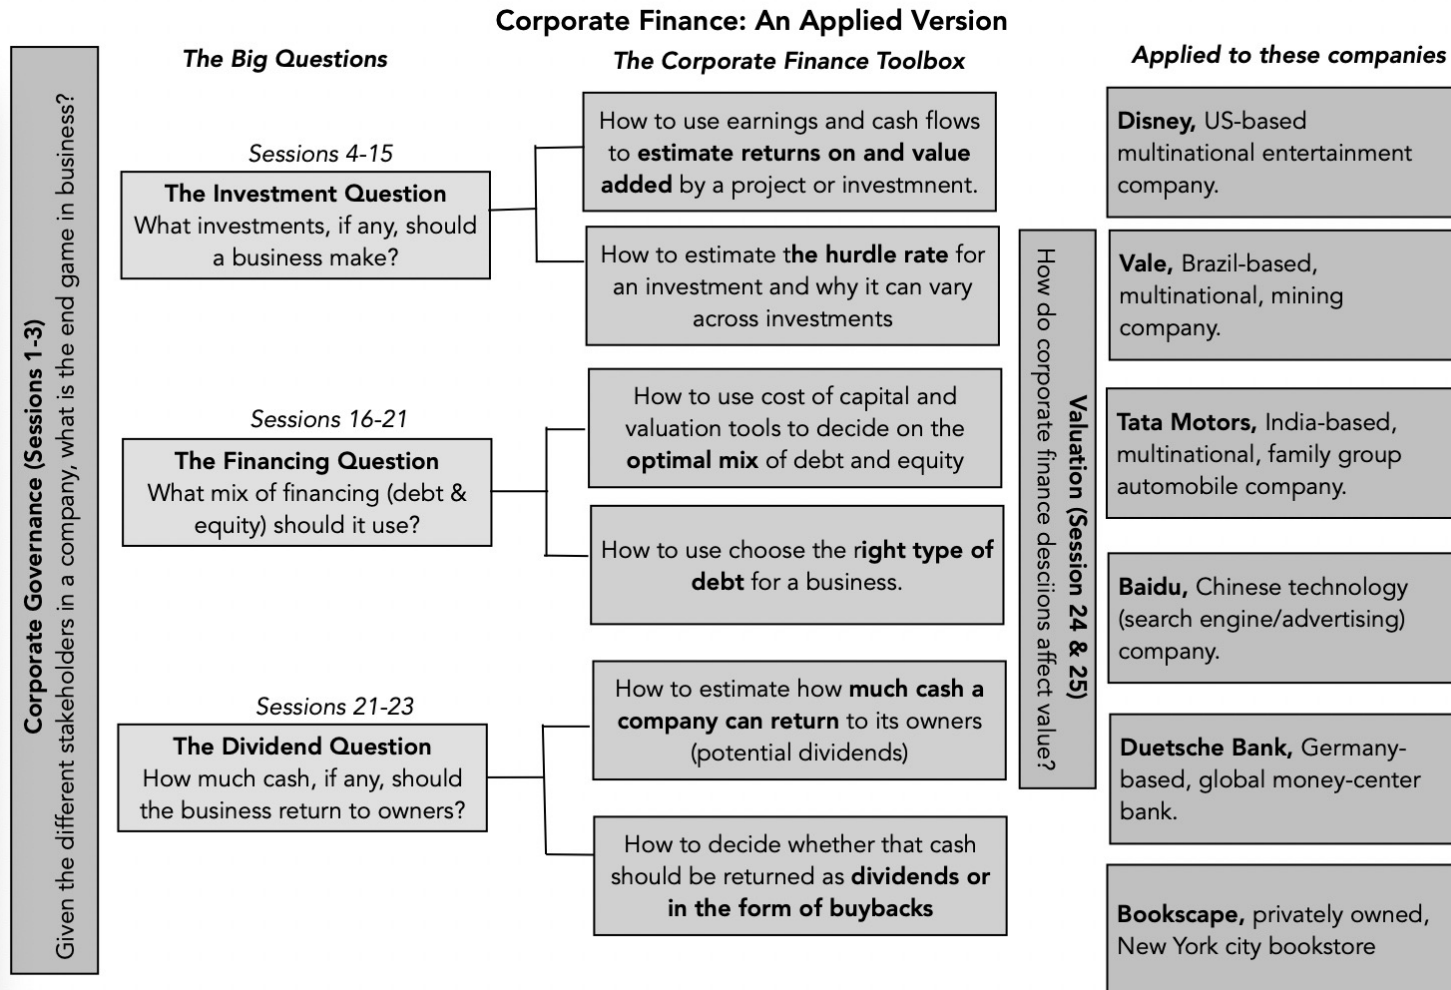 Corporate Finance: An Applied Version
The Big Questions
The Corporate Finance Toolbox
Applied to these companies
Corporate Governance (Sessions 1-3)
Given the different stakeholders in a company, what is the end game in business?
Sessions 4-15
The Investment Question
What investments, if any, should
a business make?
How to use earnings and cash flows
to estimate returns on and value
added by a project or investmnent.
How to estimate the hurdle rate for
an investment and why it can vary
across investments
Sessions 16-21
The Financing Question
What mix of financing (debt &
equity) should it use?
How to use cost of capital and
valuation tools to decide on the
optimal mix of debt and equity
How to use choose the right type of
debt for a business.
Sessions 21-23
The Dividend Question
How much cash, if any, should
the business return to owners?
How to estimate how much cash a
company can return to its owners
(potential dividends)
How to decide whether that cash
should be returned as dividends or
in the form of buybacks
Valuation (Session 24 & 25)
How do corporate finance desciions affect value?
Disney, US-based
multinational entertainment
company.
Vale, Brazil-based,
multinational, mining
company.
Tata Motors, India-based,
multinational, family group
automobile company.
Baidu, Chinese technology
(search engine/advertising)
company.
Duetsche Bank, Germany-
based, global money-center
bank.
Bookscape, privately owned,
New York city bookstore